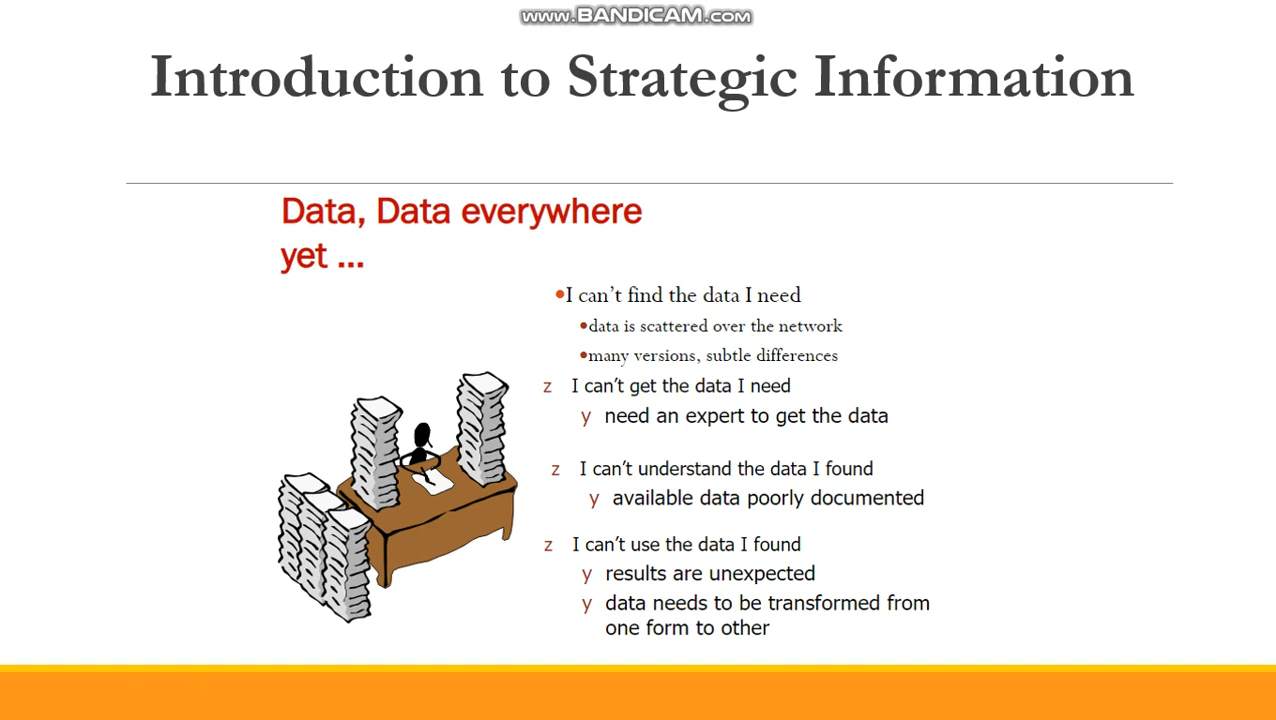 www.BANDICAM.com
Introduction to Strategic Information
Data, Data everywhere
yet ...
•I can't find the data I need
•data is scattered over the network
•many versions, subtle differences
z I can't get the data I need
y need an expert to get the data
z I can't understand the data I found
y available data poorly documented
z I can't use the data I found
y results are unexpected
y data needs to be transformed from
one form to other